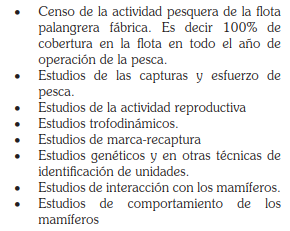 • Censo de la actividad pesquera de la flota
palangrera fábrica. Es decir 100% de
cobertura en la flota en todo el año de
operación de la pesca.
• Estudios de las capturas y esfuerzo de
pesca.
• Estudios de la actividad reproductiva
• Estudios trofodinámicos.
• Estudios de marca-recaptura
• Estudios genéticos y en otras técnicas de
identificación de unidades.
• Estudios de interacción con los mamíferos.
• Estudios de comportamiento de los
mamíferos